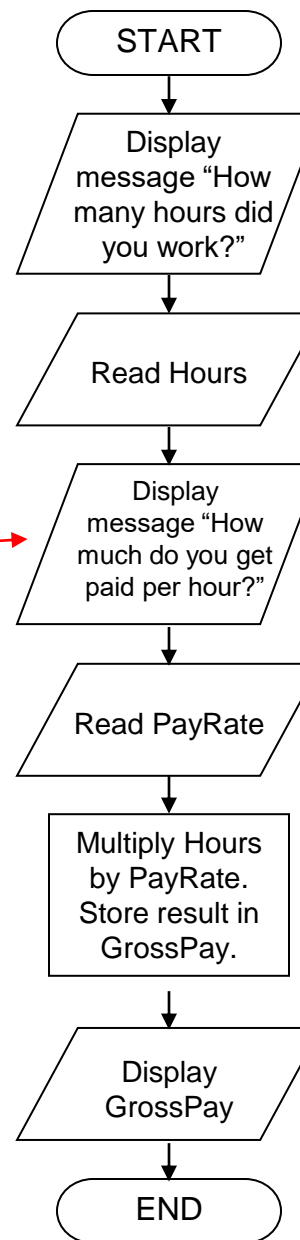 START
Display
message “How
many hours did
you work?”
Read Hours
Display
message “How
much do you get
paid per hour?”
Read PayRate
Multiply Hours
by PayRate.
Store result in
GrossPay.
Display
GrossPay
END